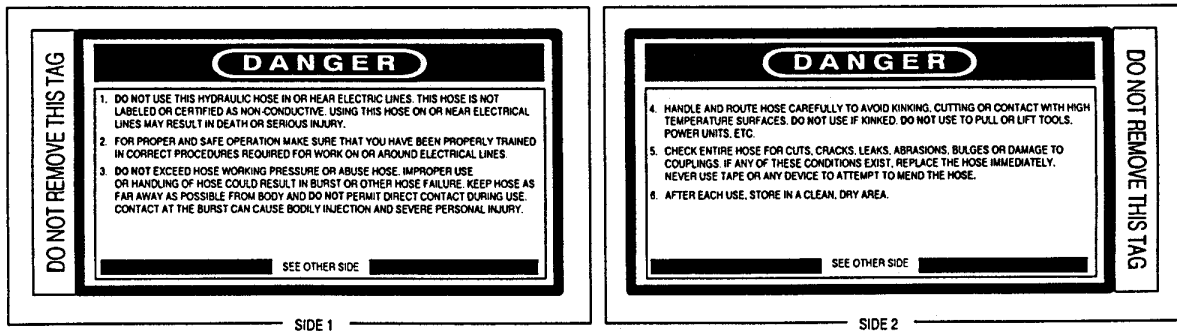 DO NOT REMOVE THIS TAG
DANGER
1. DO NOT USE THIS HYDRAULIC HOSE IN OR HEAR ELECTRIC LINES. THIS HOSE IS NOT
LABELED OR CERTIFIED AS NON-CONDUCTIVE. USING THIS HOSE ON OR NEAR ELECTRICAL
LINES MAY RESULT IN DEATH OR SERIOUS INJURY.
2. FOR PROPER AND SAFE OPERATION MAKE SURE THAT YOU HAVE BEEN PROPERLY TRAINED
IN CORRECT PROCEDURES REQUIRED FOR WORK ON OR AROUND ELECTRICAL LINES.
3. DO NOT EXCEED HOSE WORKING PRESSURE OR ABUSE HOSE. IMPROPER USE
OR HANDLING OF HOSE COULD RESULT IN BURST OR OTHER HOSE FAILURE. KEEP HOSE AS
FAR AWAY AS POSSIBLE FROM BODY AND DO NOT PERMIT DIRECT CONTACT DURING USE.
CONTACT AT THE BURST CAN CAUSE BODILY INJECTION AND SEVERE PERSONAL INJURY.
SEE OTHER SIDE
SIDE 1
DANGER
4. HANDLE AND ROUTE HOSE CAREFULLY TO AVOID KINKING, CUTTING OR CONTACT WITH HIGH
TEMPERATURE SURFACES. DO NOT USE IF KINKED. DO NOT USE TO PULL OR LIFT TOOLS,
POWER UNITS, ETC.
5. CHECK ENTIRE HOSE FOR CUTS, CRACKS, LEAKS, ABRASIONS, BULGES OR DAMAGE TO
COUPLINGS. IF ANY OF THESE CONDITIONS EXIST, REPLACE THE HOSE IMMEDIATELY.
NEVER USE TAPE OR ANY DEVICE TO ATTEMPT TO MEND THE HOSE.
6. AFTER EACH USE, STORE IN A CLEAN, DRY AREA.
SEE OTHER SIDE
DO NOT REMOVE THIS TAG
SIDE 2